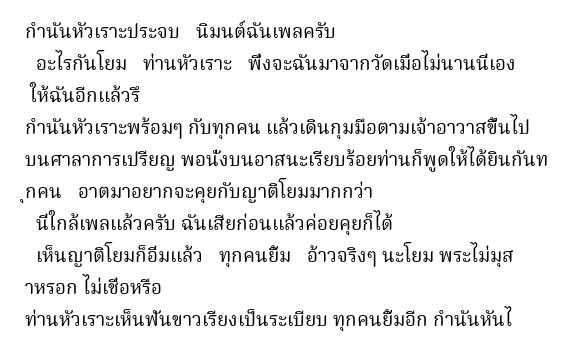 กำนันหัวเราะประจบ   นิมนต์ฉันเพลครับ
อะไรกันโยม   ท่านหัวเราะ   พึ่งจะฉันมาจากวัดเมื่อไม่นานนี้เอง
ให้ฉันอีกแล้วรึ
กำนันหัวเราะพร้อมๆ กับทุกคน แล้วเดินกุมมือตามเจ้าอาวาสขึ้นไป
บนศาลาการเปรียญ พอนั่งบนอาสนะเรียบร้อยท่านก็พูดให้ได้ยินกันท
ุกคน   อาตมาอยากจะคุยกับญาติโยมมากกว่า
นี่ใกล้เพลแล้วครับ ฉันเสียก่อนแล้วค่อยคุยก็ได้
เห็นญาติโยมก็อิ่มแล้ว   ทุกคนยิ้ม   อ้าวจริงๆ นะโยม พระไม่มุส
าหรอก ไม่เชื่อหรือ
ท่านหัวเราะเห็นฟันขาวเรียงเป็นระเบียบ ทุกคนยิ้มอีก กำนันหันไ